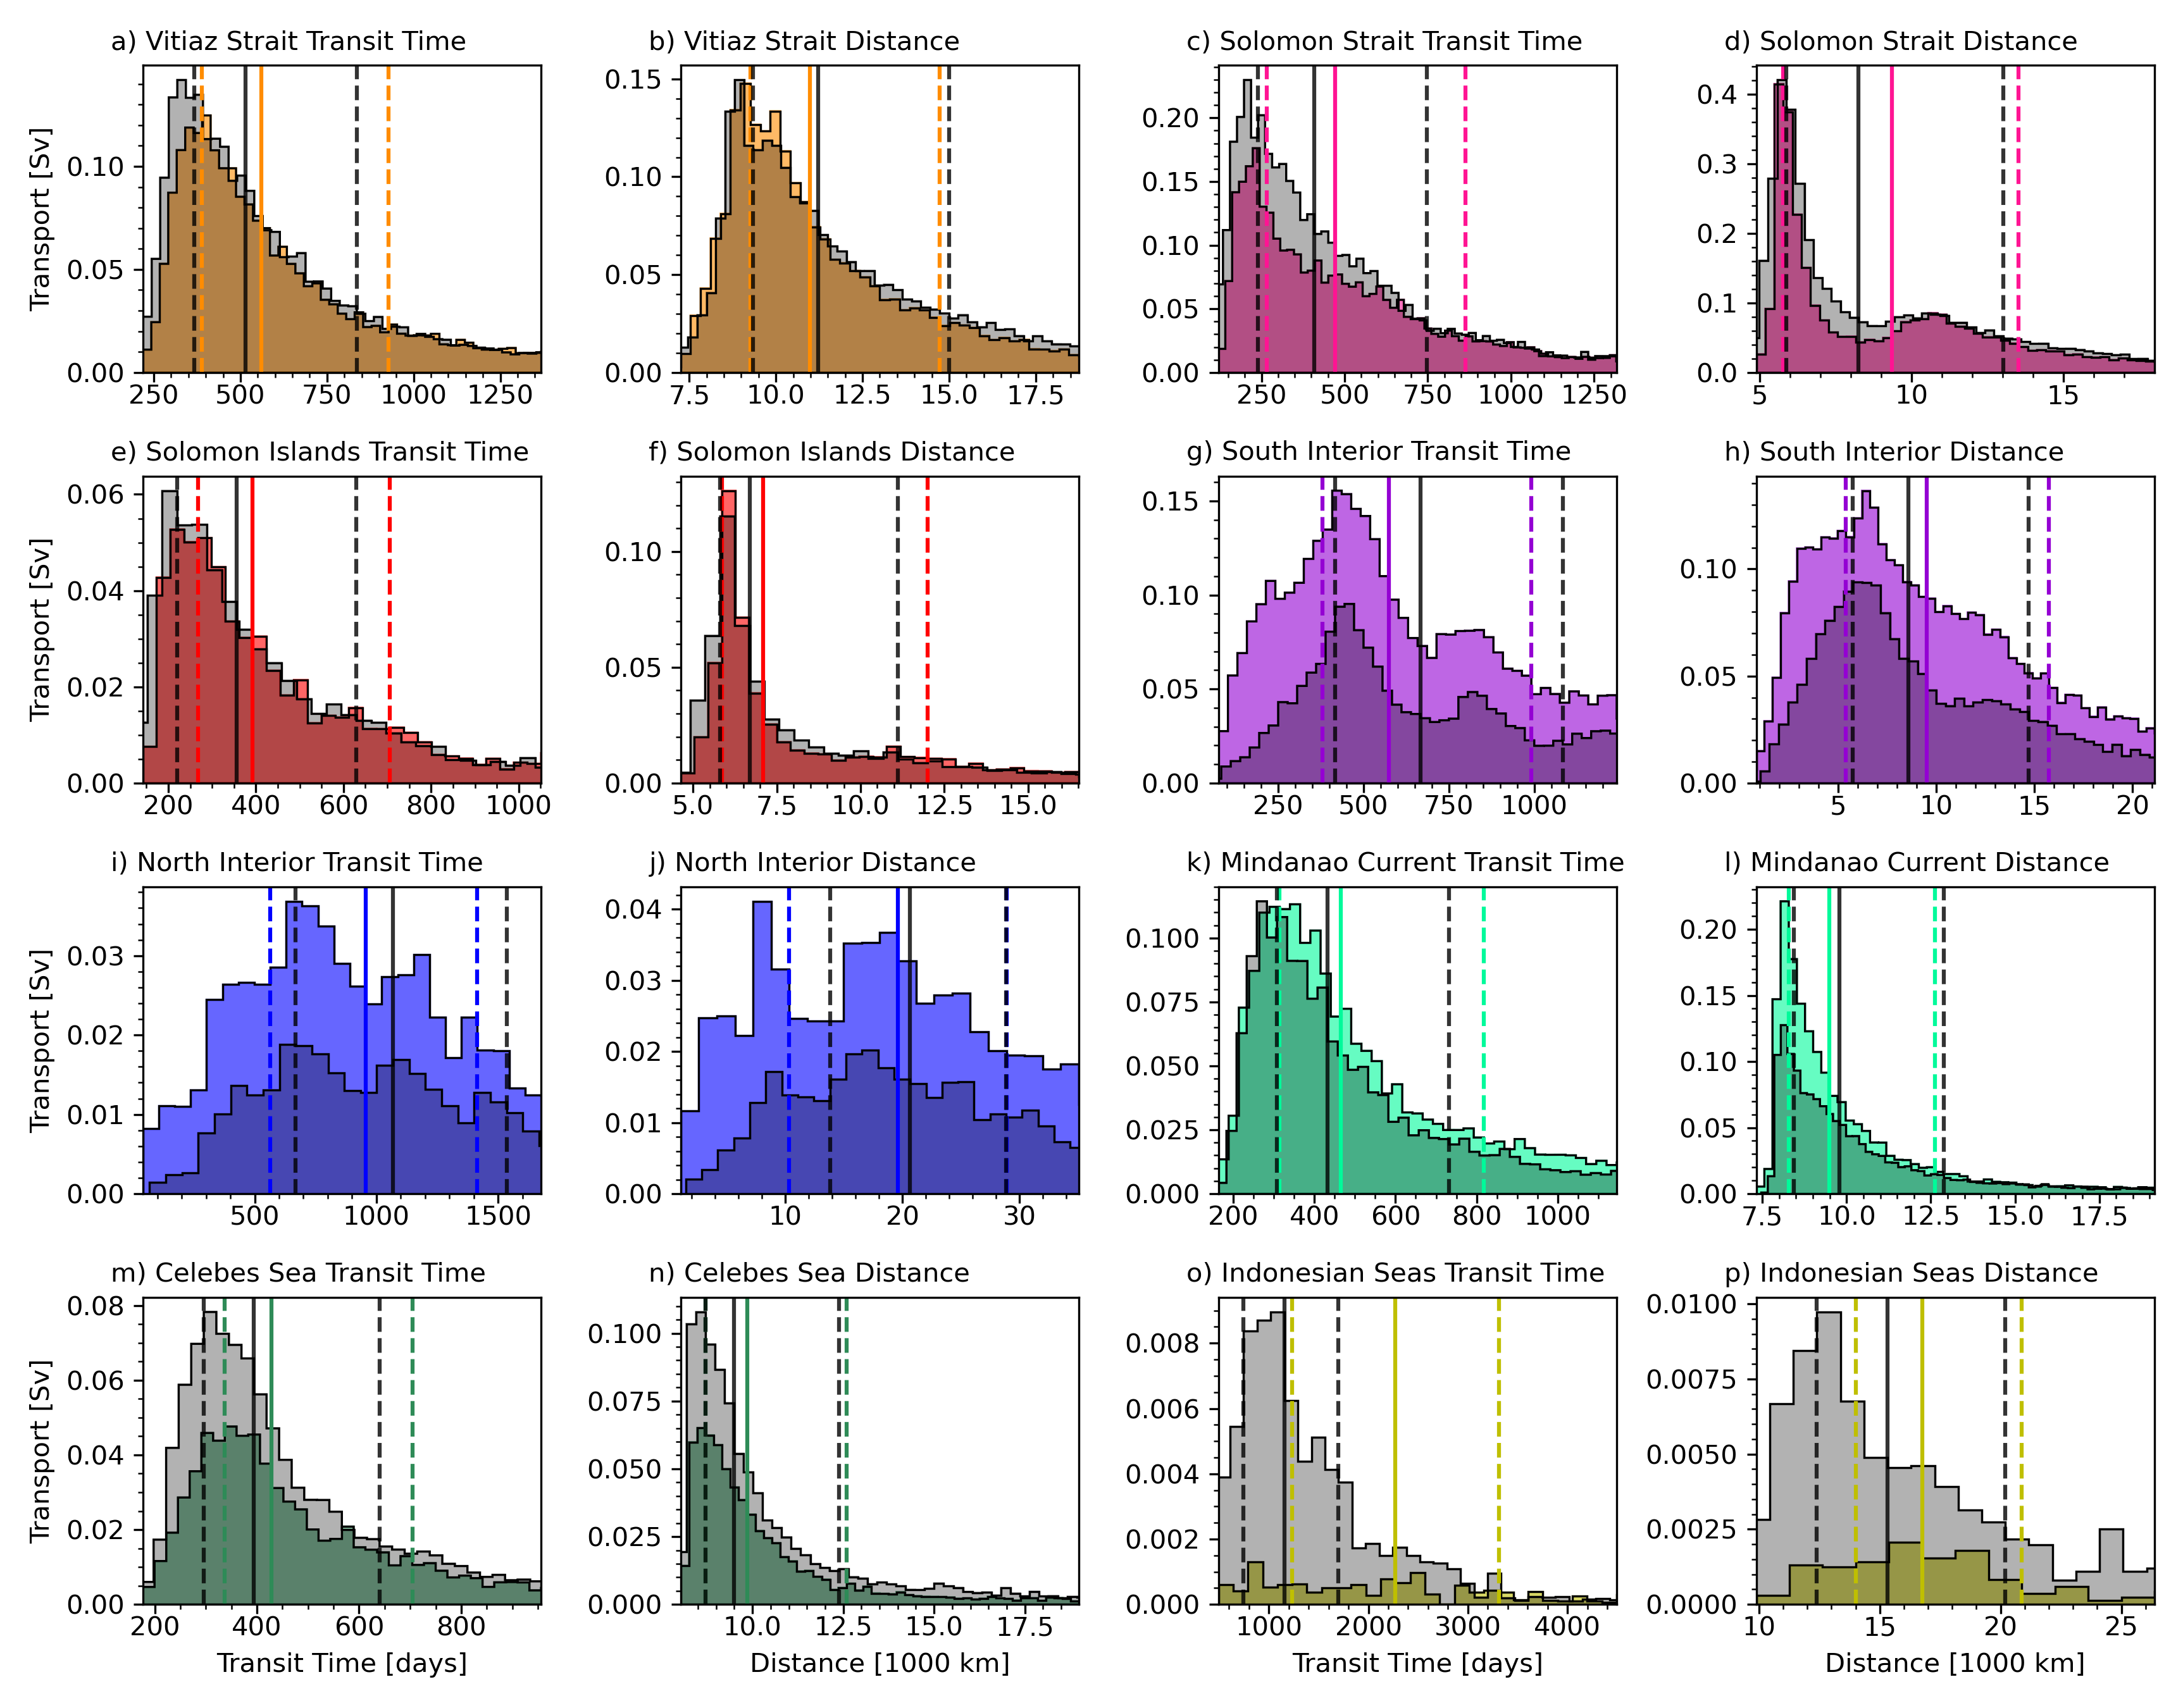 a) Vitiaz Strait Transit Time
b) Vitiaz Strait Distance
c) Solomon Strait Transit Time
d) Solomon Strait Distance
Transport [Sv]
0.10
0.05
0.00
250 500 750 1000 1250
0.15
0.10
0.05
0.00
7.5 10.0 12.5 15.0 17.5
0.20
0.15
0.10
0.05
0.00
250 500 750 1000 1250
0.4
0.3
0.2
0.1
0.0
5 10 15
e) Solomon Islands Transit Time
f) Solomon Islands Distance
g) South Interior Transit Time
h) South Interior Distance
Transport [Sv]
0.06
0.04
0.02
0.00
200 400 600 800 1000
0.10
0.05
0.00
5.0 7.5 10.0 12.5 15.0
0.15
0.10
0.05
0.00
250 500 750 1000
0.10
0.05
0.00
5 10 15 20
i) North Interior Transit Time
j) North Interior Distance
k) Mindanao Current Transit Time
l) Mindanao Current Distance
Transport [Sv]
0.03
0.02
0.01
0.00
500 1000 1500
0.04
0.03
0.02
0.01
0.00
10 20 30
0.100
0.075
0.050
0.025
0.000
200 400 600 800 1000
0.20
0.15
0.10
0.05
0.00
7.5 10.0 12.5 15.0 17.5
m) Celebes Sea Transit Time
n) Celebes Sea Distance
o) Indonesian Seas Transit Time
p) Indonesian Seas Distance
Transport [Sv]
0.08
0.06
0.04
0.02
0.00
200 400 600 800
Transit Time [days]
0.100
0.075
0.050
0.025
0.000
10.0 12.5 15.0 17.5
Distance [1000 km]
0.008
0.006
0.004
0.002
0.000
1000 2000 3000 4000
Transit Time [days]
0.0100
0.0075
0.0050
0.0025
0.0000
10 15 20 25
Distance [1000 km]